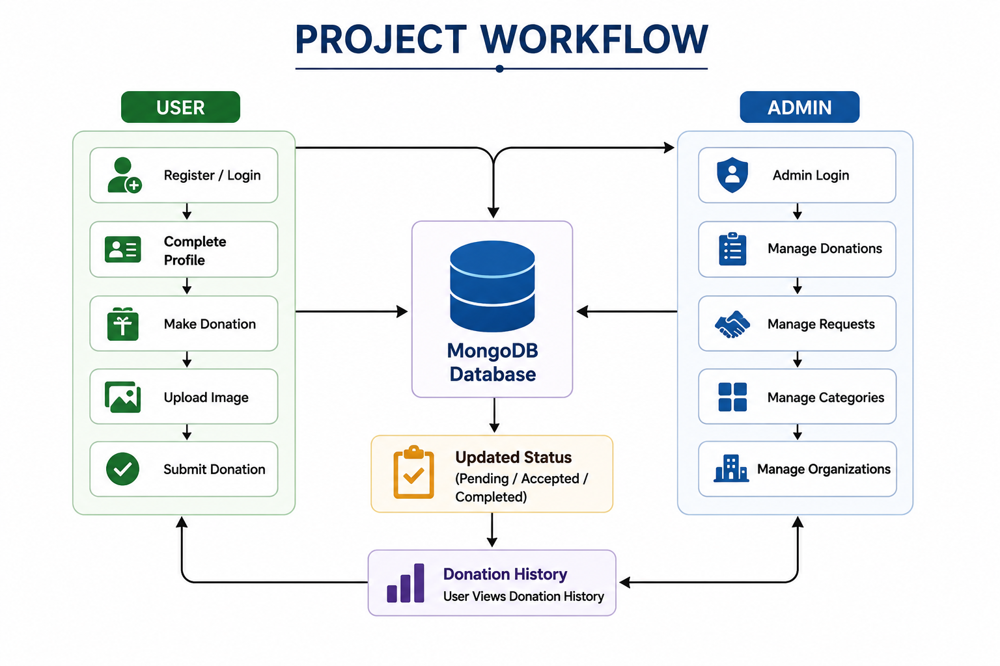 PROJECT WORKFLOW
USER
Register / Login
Complete
Profile
Make Donation
Upload Image
Submit Donation
MongoDB
Database
Updated Status
(Pending / Accepted /
Completed)
Donation History
User Views Donation History
ADMIN
Admin Login
Manage Donations
Manage Requests
Manage Categories
Manage Organizations